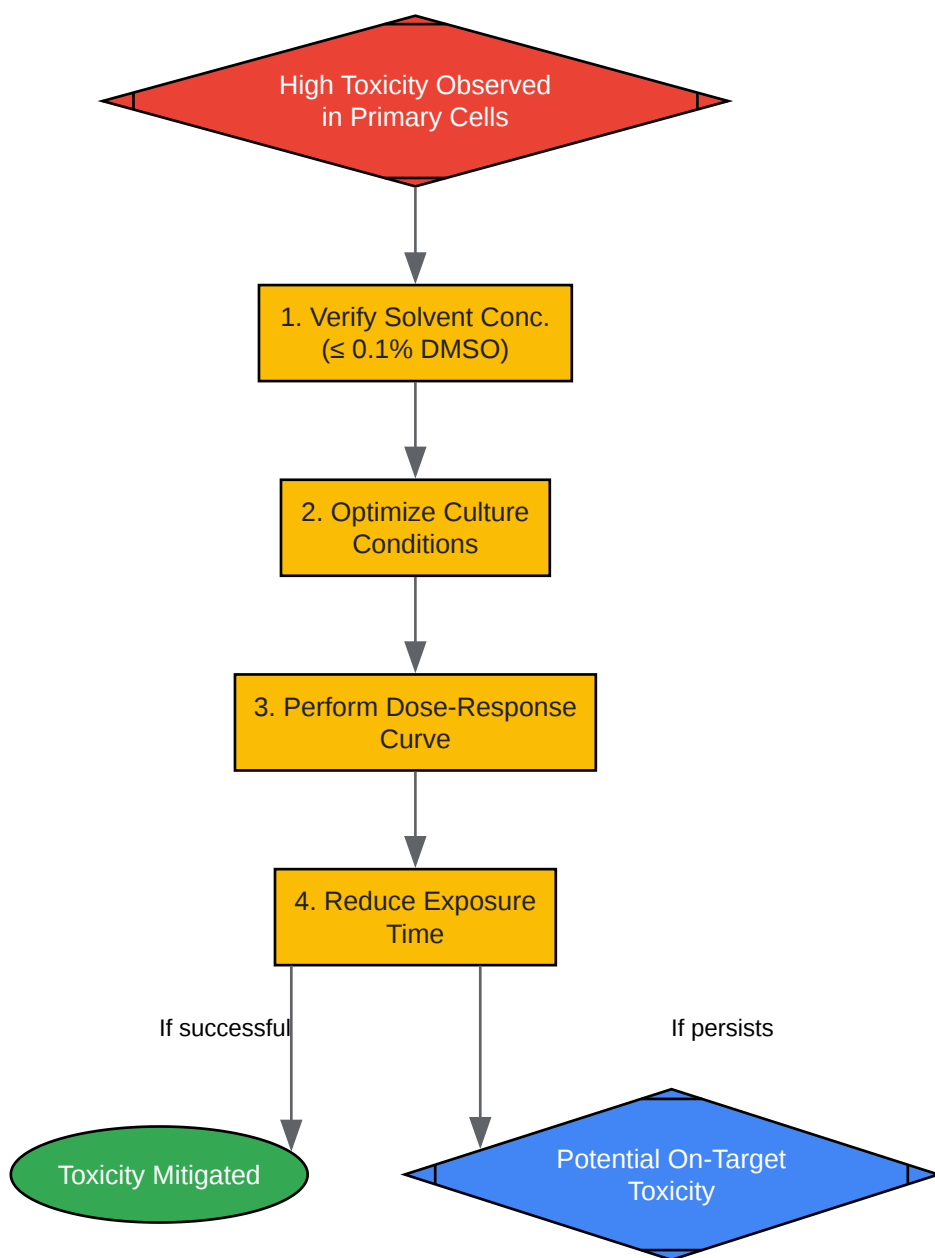 High Toxicity Observed
in Primary Cells
1. Verify Solvent Conc.
(≤ 0.1% DMSO)
2. Optimize Culture
Conditions
3. Perform Dose-Response
Curve
4. Reduce Exposure
Time
If successful
If persists
Toxicity Mitigated
Potential On-Target
Toxicity